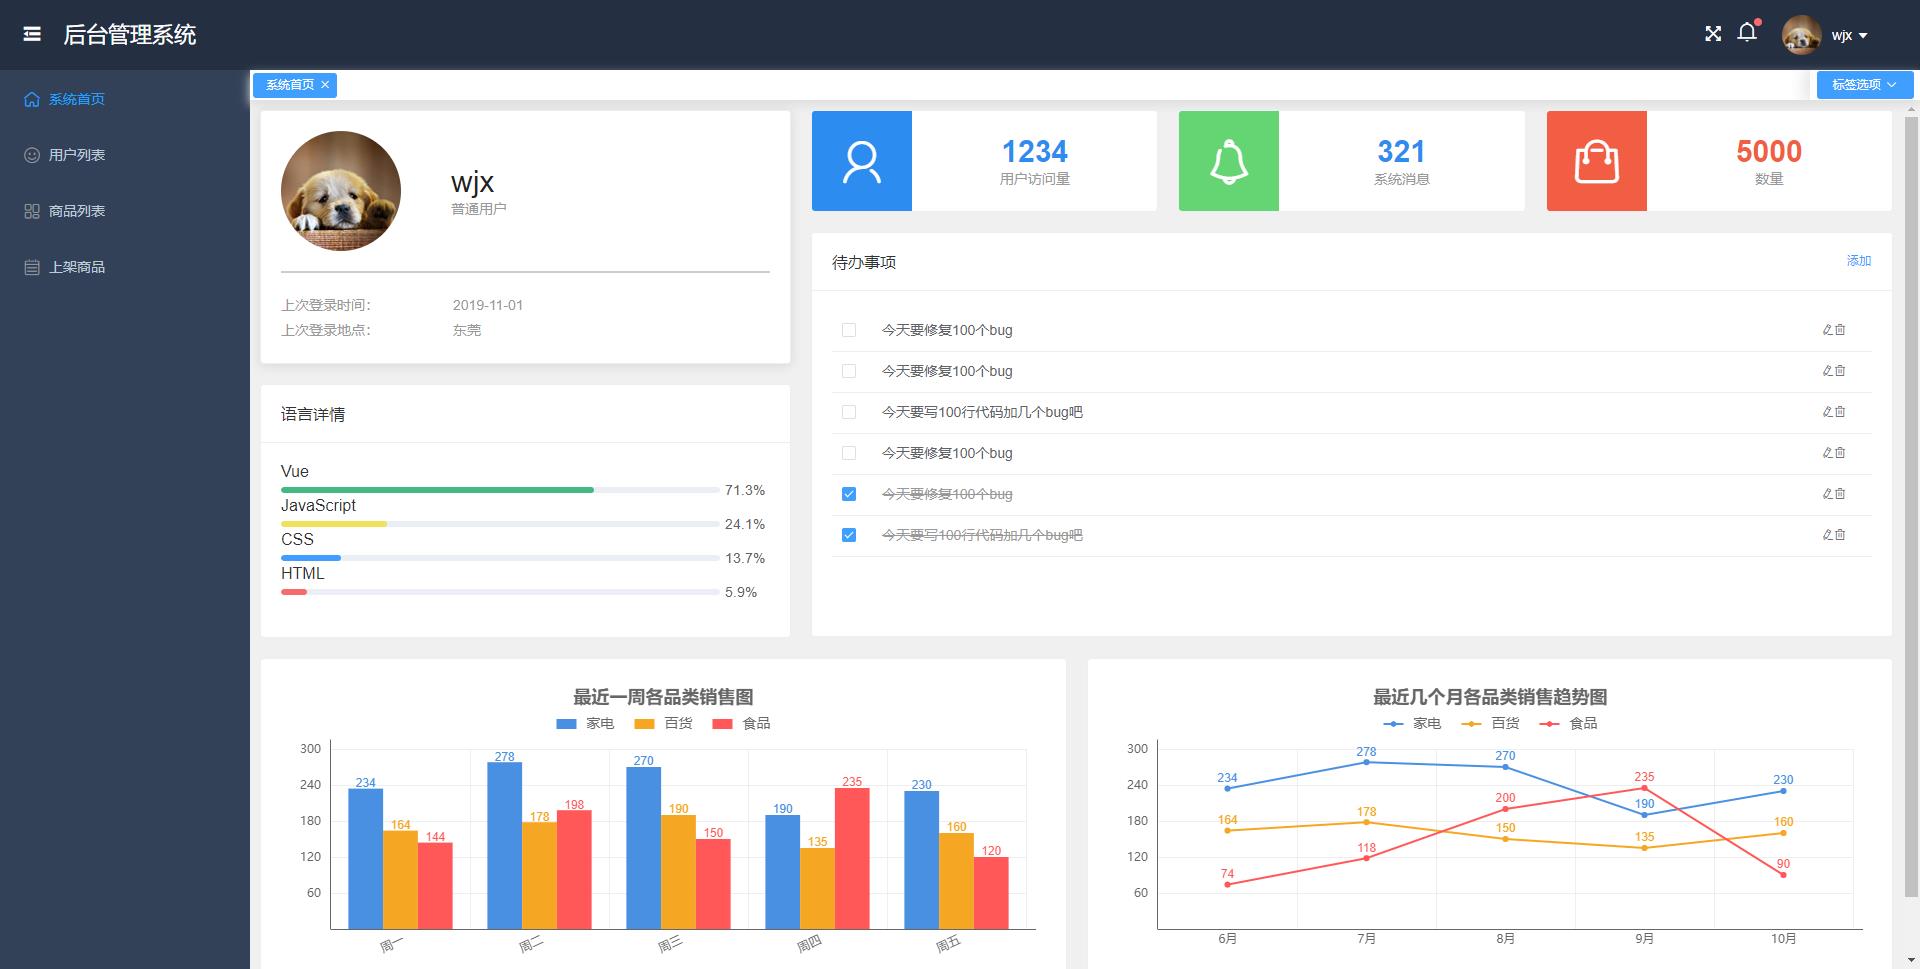 后台管理系统
wjx
系统首页
用户列表
商品列表
上架商品
系统首页
标签选项
wjx
普通用户
上次登录时间: 2019-11-01
上次登录地点: 东莞
1234
用户访问量
321
系统消息
5000
数量
待办事项 添加
今天要修复100个bug
今天要修复100个bug
今天要写100行代码加几个bug吧
今天要修复100个bug
今天要修复100个bug
今天要写100行代码加几个bug吧
语言详情
Vue
71.3%
JavaScript
24.1%
CSS
13.7%
HTML
5.9%
最近一周各品类销售图
家电 百货 食品
300
240
180
120
60
234 164 144
278 178 198
270 190 150
190 135 235
230 160 120
周一 周二 周三 周四 周五
最近几个月各品类销售趋势图
家电 百货 食品
300
240
180
120
60
234 278 270 190 230
164 178 150 135 160
74 118 200 235 90
6月 7月 8月 9月 10月